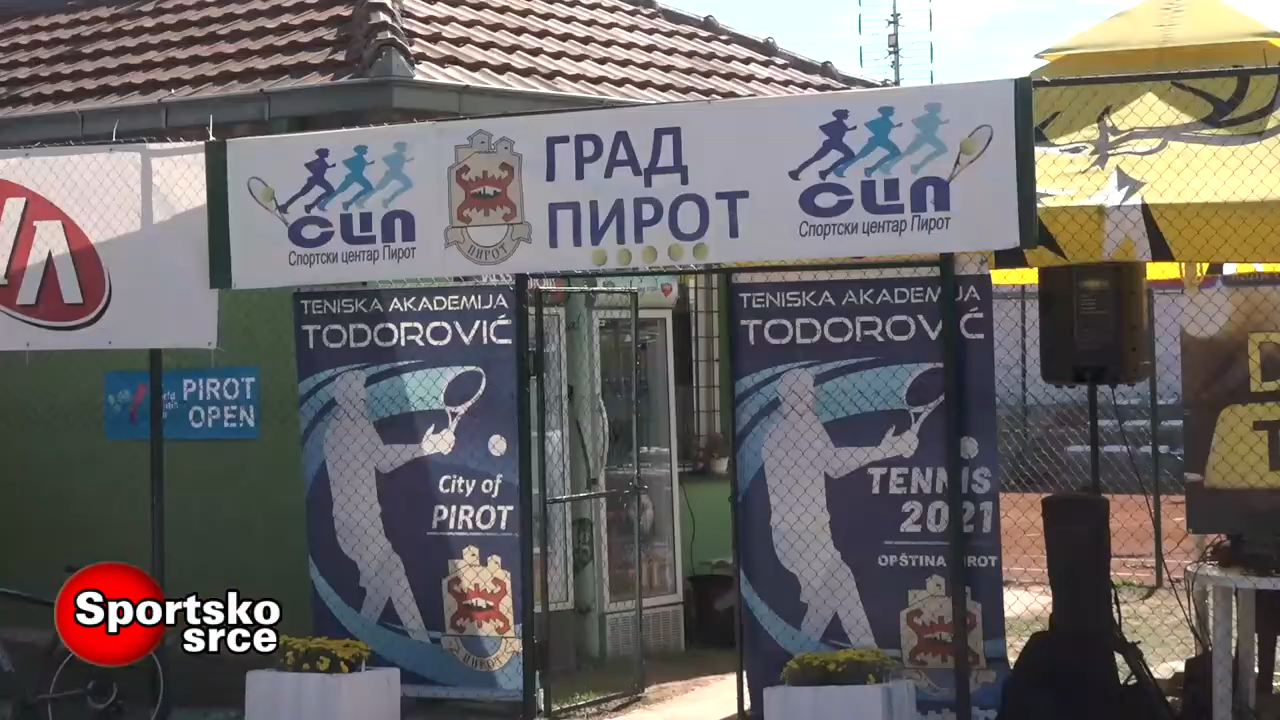 ГРАД
ПИРОТ
СЦП
Спортски центар Пирот
ПИРОТ
СЦП
Спортски центар Пирот
TENISKA AKADEMIJA
TODOROVIĆ
City of
PIROT
ПИРОТ
TENISKA AKADEMIJA
TODOROVIĆ
TENNIS
2021
OPŠTINA PIROT
PIROT
OPEN
Sportsko
srce